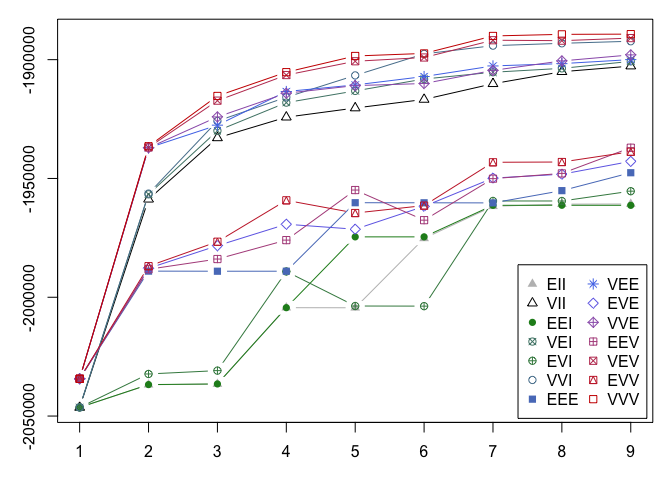 -1900000
-1950000
-2000000
-2050000
1 2 3 4 5 6 7 8 9
EII VEE
VII EVE
EEI VVE
VEI EEV
EVI VEV
VVI EVV
EEE VVV